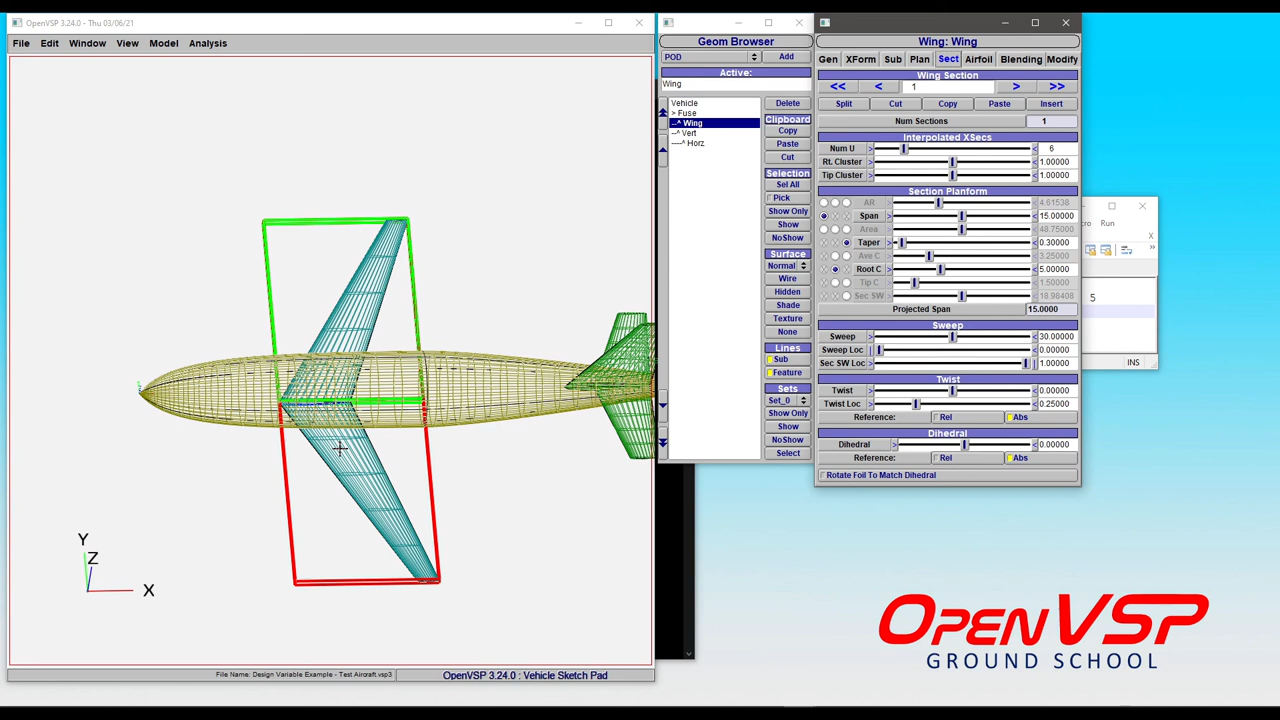 OpenVSP 3.24.0 - Thu 03/06/21
File Edit Window View Model Analysis
Y
Z
X
File Name: Design Variable Example - Test Aircraft.vsp3
OpenVSP 3.24.0 : Vehicle Sketch Pad
Geom Browser
POD Add
Active:
Wing
Vehicle
> Fuse
--^ Wing
--^ Vert
----^ Horz
Delete
Clipboard
Copy
Paste
Cut
Selection
Sel All
Pick
Show Only
Show
NoShow
Surface
Normal
Wire
Hidden
Shade
Texture
None
Lines
Sub
Feature
Sets
Set_0
Show Only
Show
NoShow
Select
Wing: Wing
Gen XForm Sub Plan Sect Airfoil Blending Modify
Wing Section
<< < 1 > >>
Split Cut Copy Paste Insert
Num Sections 1
Interpolated XSecs
Num U > < 6
Rt. Cluster > < 1.00000
Tip Cluster > < 1.00000
Section Planform
AR > < 4.61538
Span > < 15.00000
Area > < 48.75000
Taper > < 0.30000
Ave C > < 3.25000
Root C > < 5.00000
Tip C > < 1.50000
Sec SW > < 18.98408
Projected Span 15.0000
Sweep
Sweep > < 30.00000
Sweep Loc | < 0.00000
Sec SW Loc > | 1.00000
Twist
Twist > < 0.00000
Twist Loc > < 0.25000
Reference: Rel Abs
Dihedral
Dihedral > < 0.00000
Reference: Rel Abs
Rotate Foil To Match Dihedral
cro Run
X
»
5
INS
OpenVSP
GROUND SCHOOL